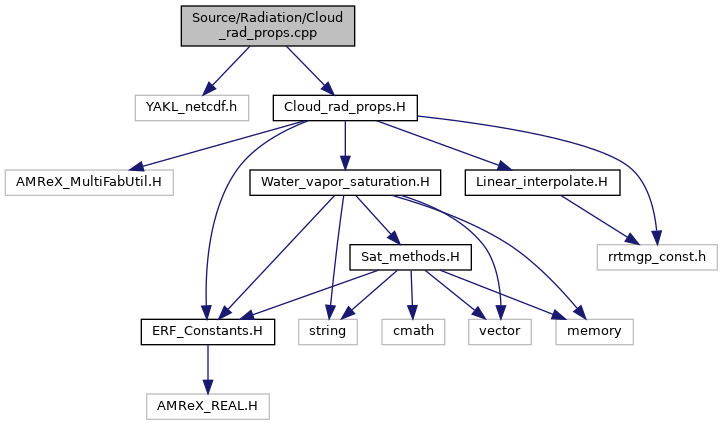 Source/Radiation/Cloud
_rad_props.cpp
YAKL_netcdf.h
Cloud_rad_props.H
AMReX_MultiFabUtil.H
Water_vapor_saturation.H
Linear_interpolate.H
Sat_methods.H
rrtmgp_const.h
ERF_Constants.H
string
cmath
vector
memory
AMReX_REAL.H